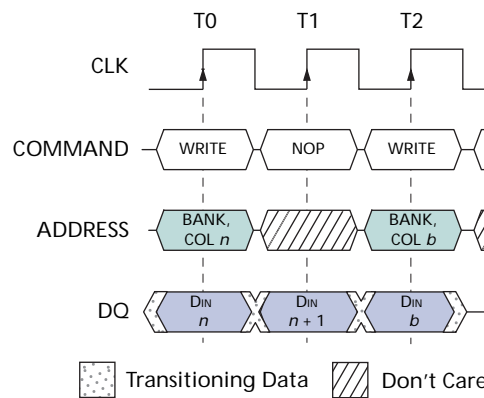 T0 T1 T2
CLK
COMMAND WRITE NOP WRITE
ADDRESS BANK, COL n BANK, COL b
DQ DIN n DIN n + 1 DIN b
Transitioning Data Don't Care